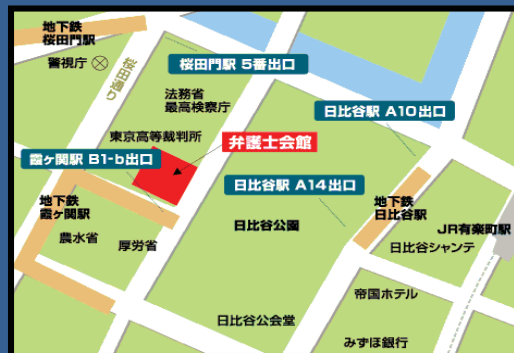 地下鉄
桜田門駅
警視庁
桜田通り
桜田門駅 5番出口
法務省
最高検察庁
日比谷駅 A10出口
東京高等裁判所
弁護士会館
霞ヶ関駅 B1-b出口
日比谷駅 A14出口
地下鉄
霞ヶ関駅
地下鉄
日比谷駅
日比谷公園
JR有楽町駅
農水省
厚労省
日比谷シャンテ
帝国ホテル
日比谷公会堂
みずほ銀行